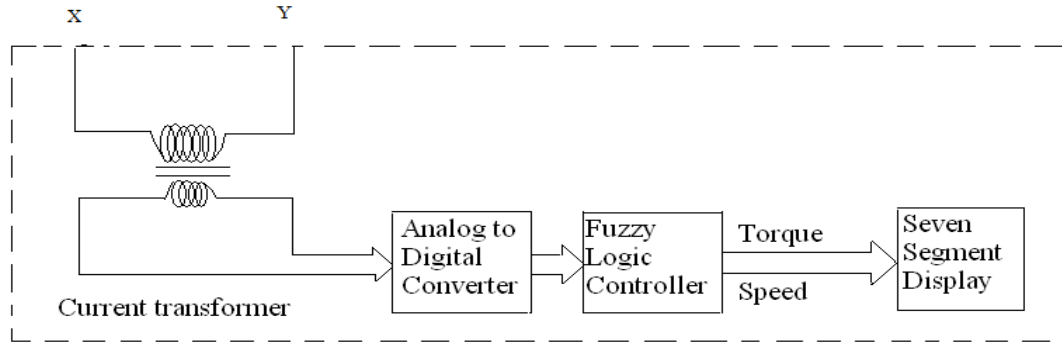 X
Y
Analog to
Digital
Converter
Fuzzy
Logic
Controller
Torque
Speed
Seven
Segment
Display
Current transformer